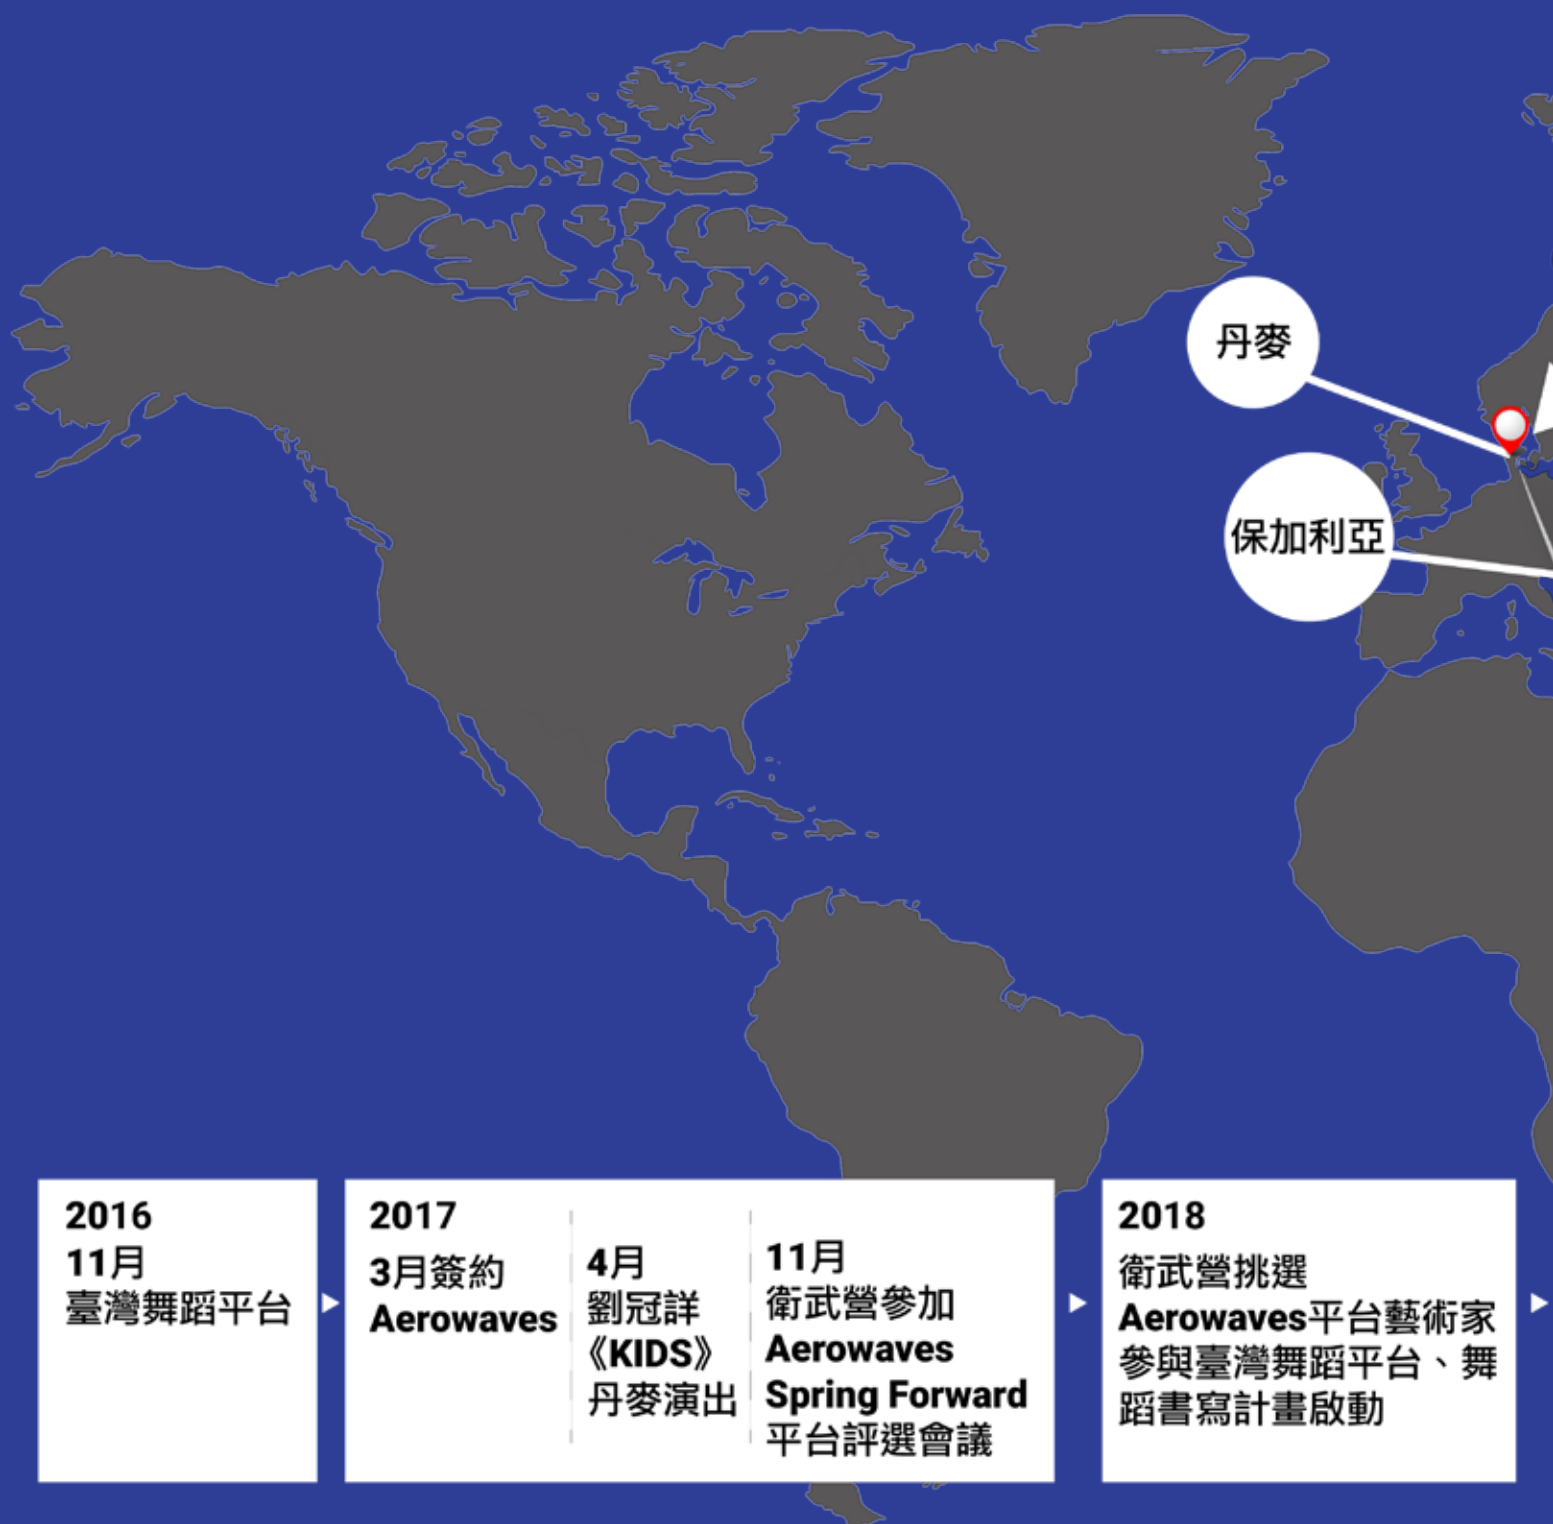 丹麥
保加利亞
2016
11月
臺灣舞蹈平台
2017
3月簽約
Aerowaves
4月
劉冠詳
《KIDS》
丹麥演出
11月
衛武營參加
Aerowaves
Spring Forward
平台評選會議
2018
衛武營挑選
Aerowaves平台藝術家
參與臺灣舞蹈平台、舞
蹈書寫計畫啟動